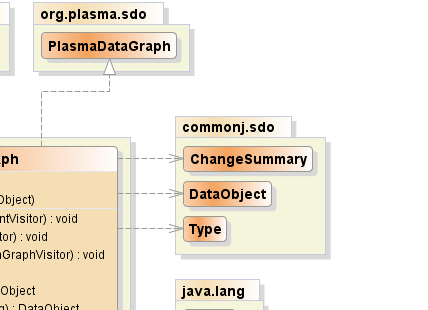 org.plasma.sdo
PlasmaDataGraph
commonj.sdo
ChangeSummary
DataObject
Type
java.lang
aph
Object)
ntVisitor) : void
tor) : void
aGraphVisitor) : void
Object
g) : DataObject